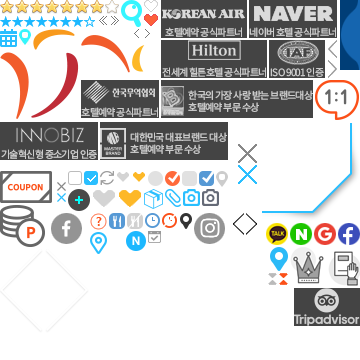 KOREAN AIR
호텔예약 공식파트너
NAVER
네이버 호텔 공식파트너
Hilton
전세계 힐튼호텔 공식파트너
IAF
ISO 9001 인증
한국무역협회
호텔예약 공식파트너
한국의 가장 사랑 받는 브랜드대상
호텔예약 부문 수상
1:1
INNOBIZ
기술혁신형 중소기업 인증
MASTER
BRAND
대한민국 대표브랜드 대상
호텔예약 부문 수상
COUPON
P
?
N
TALK
N
G
f
Tripadvisor